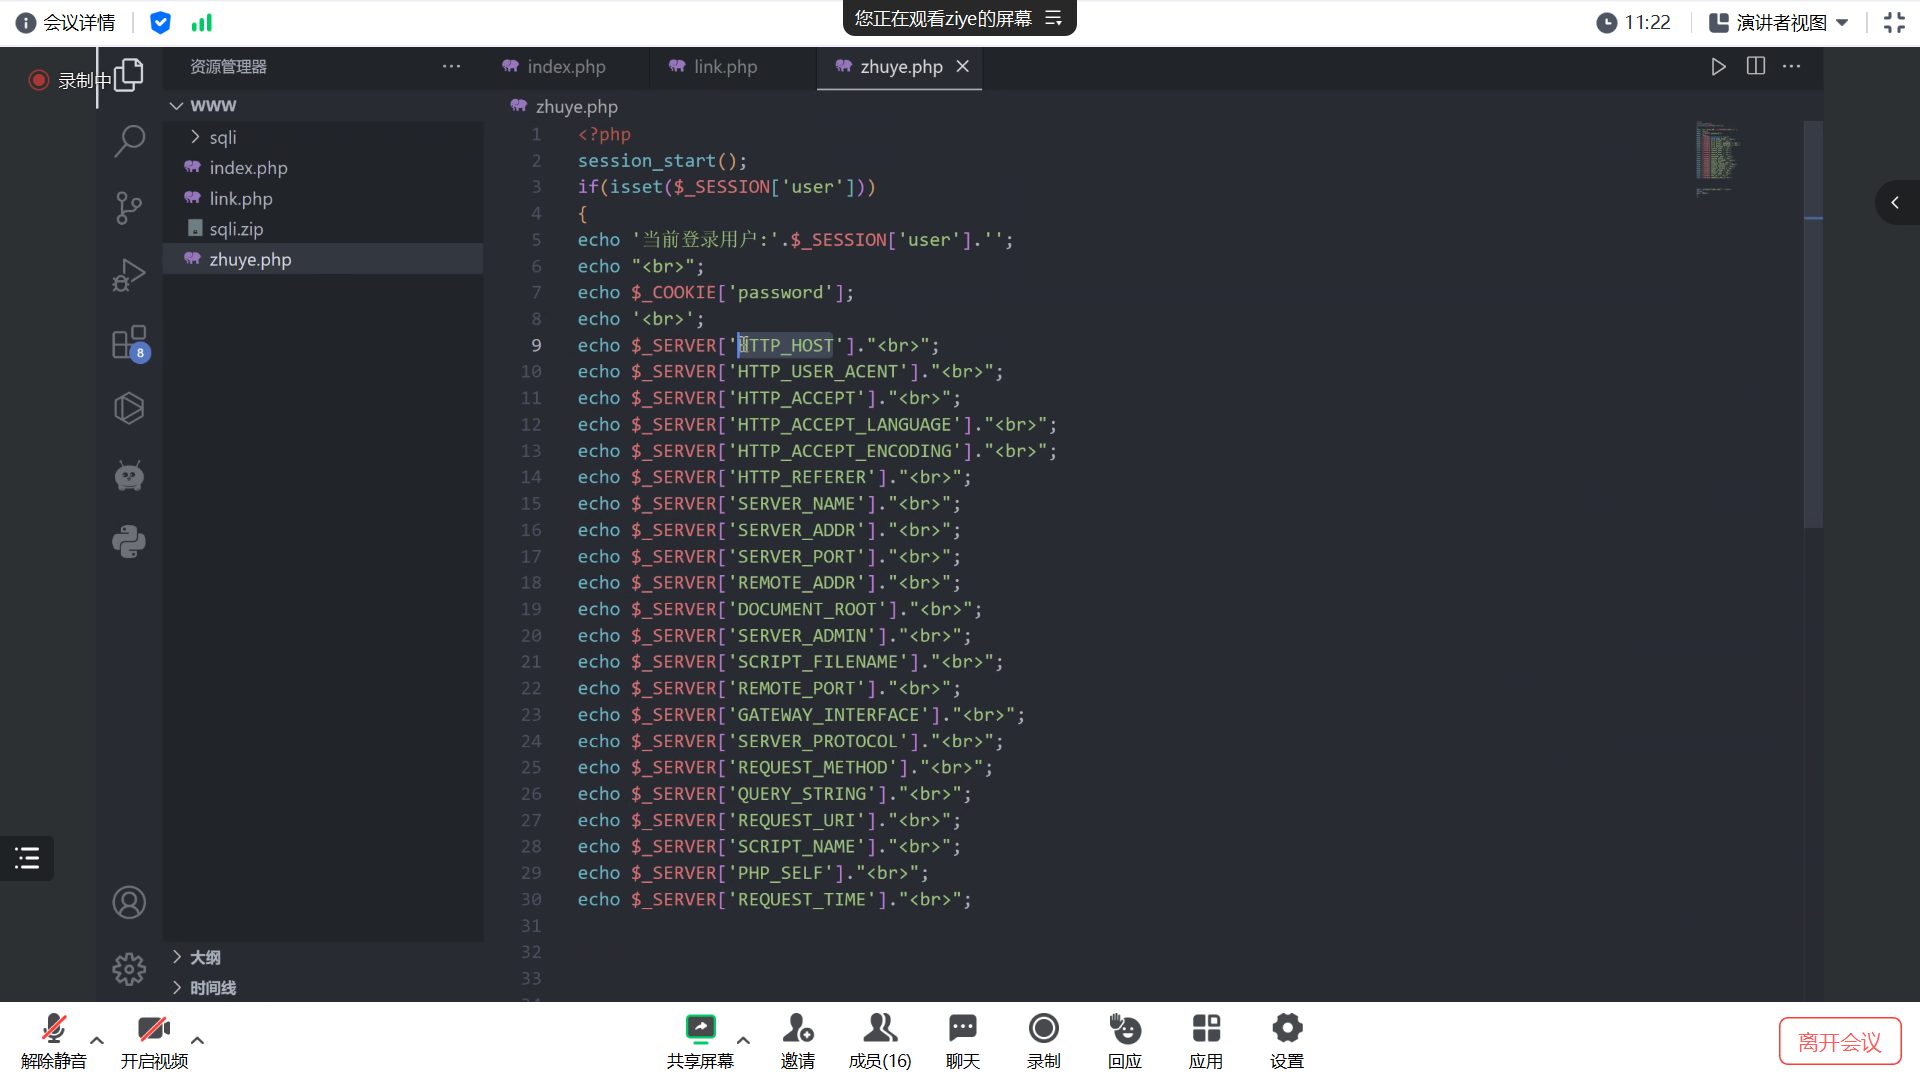 会议详情
您正在观看ziye的屏幕
11:22
演讲者视图
录制中
资源管理器
index.php
link.php
zhuye.php
WWW
sqli
index.php
link.php
sqli.zip
zhuye.php
大纲
时间线
8
zhuye.php
1 <?php
2 session_start();
3 if(isset($_SESSION['user']))
4 {
5 echo '当前登录用户:'.$_SESSION['user'].'';
6 echo "<br>";
7 echo $_COOKIE['password'];
8 echo '<br>';
9 echo $_SERVER['HTTP_HOST']."<br>";
10 echo $_SERVER['HTTP_USER_ACENT']."<br>";
11 echo $_SERVER['HTTP_ACCEPT']."<br>";
12 echo $_SERVER['HTTP_ACCEPT_LANGUAGE']."<br>";
13 echo $_SERVER['HTTP_ACCEPT_ENCODING']."<br>";
14 echo $_SERVER['HTTP_REFERER']."<br>";
15 echo $_SERVER['SERVER_NAME']."<br>";
16 echo $_SERVER['SERVER_ADDR']."<br>";
17 echo $_SERVER['SERVER_PORT']."<br>";
18 echo $_SERVER['REMOTE_ADDR']."<br>";
19 echo $_SERVER['DOCUMENT_ROOT']."<br>";
20 echo $_SERVER['SERVER_ADMIN']."<br>";
21 echo $_SERVER['SCRIPT_FILENAME']."<br>";
22 echo $_SERVER['REMOTE_PORT']."<br>";
23 echo $_SERVER['GATEWAY_INTERFACE']."<br>";
24 echo $_SERVER['SERVER_PROTOCOL']."<br>";
25 echo $_SERVER['REQUEST_METHOD']."<br>";
26 echo $_SERVER['QUERY_STRING']."<br>";
27 echo $_SERVER['REQUEST_URI']."<br>";
28 echo $_SERVER['SCRIPT_NAME']."<br>";
29 echo $_SERVER['PHP_SELF']."<br>";
30 echo $_SERVER['REQUEST_TIME']."<br>";
31
32
33
解除静音
开启视频
共享屏幕
邀请
成员(16)
聊天
录制
回应
应用
设置
离开会议